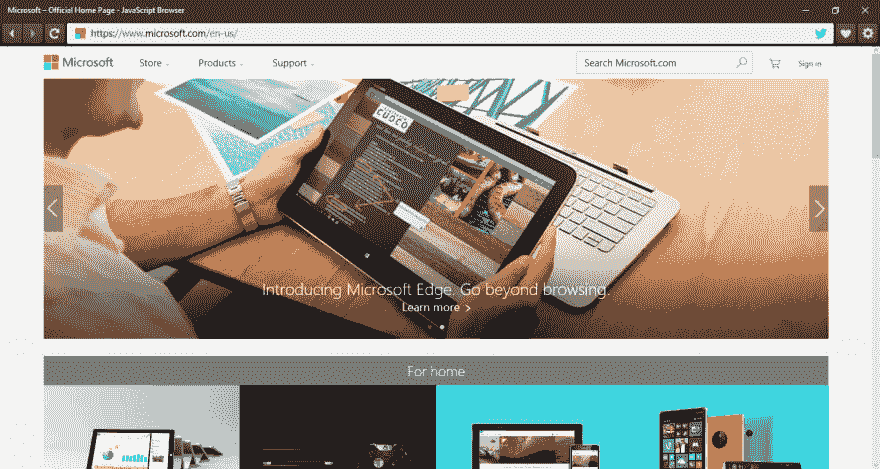 Microsoft – Official Home Page - JavaScript Browser
https://www.microsoft.com/en-us/
Microsoft
Store
Products
Support
Search Microsoft.com
Sign in
CUOCO
Introducing Microsoft Edge. Go beyond browsing.
Learn more
For home